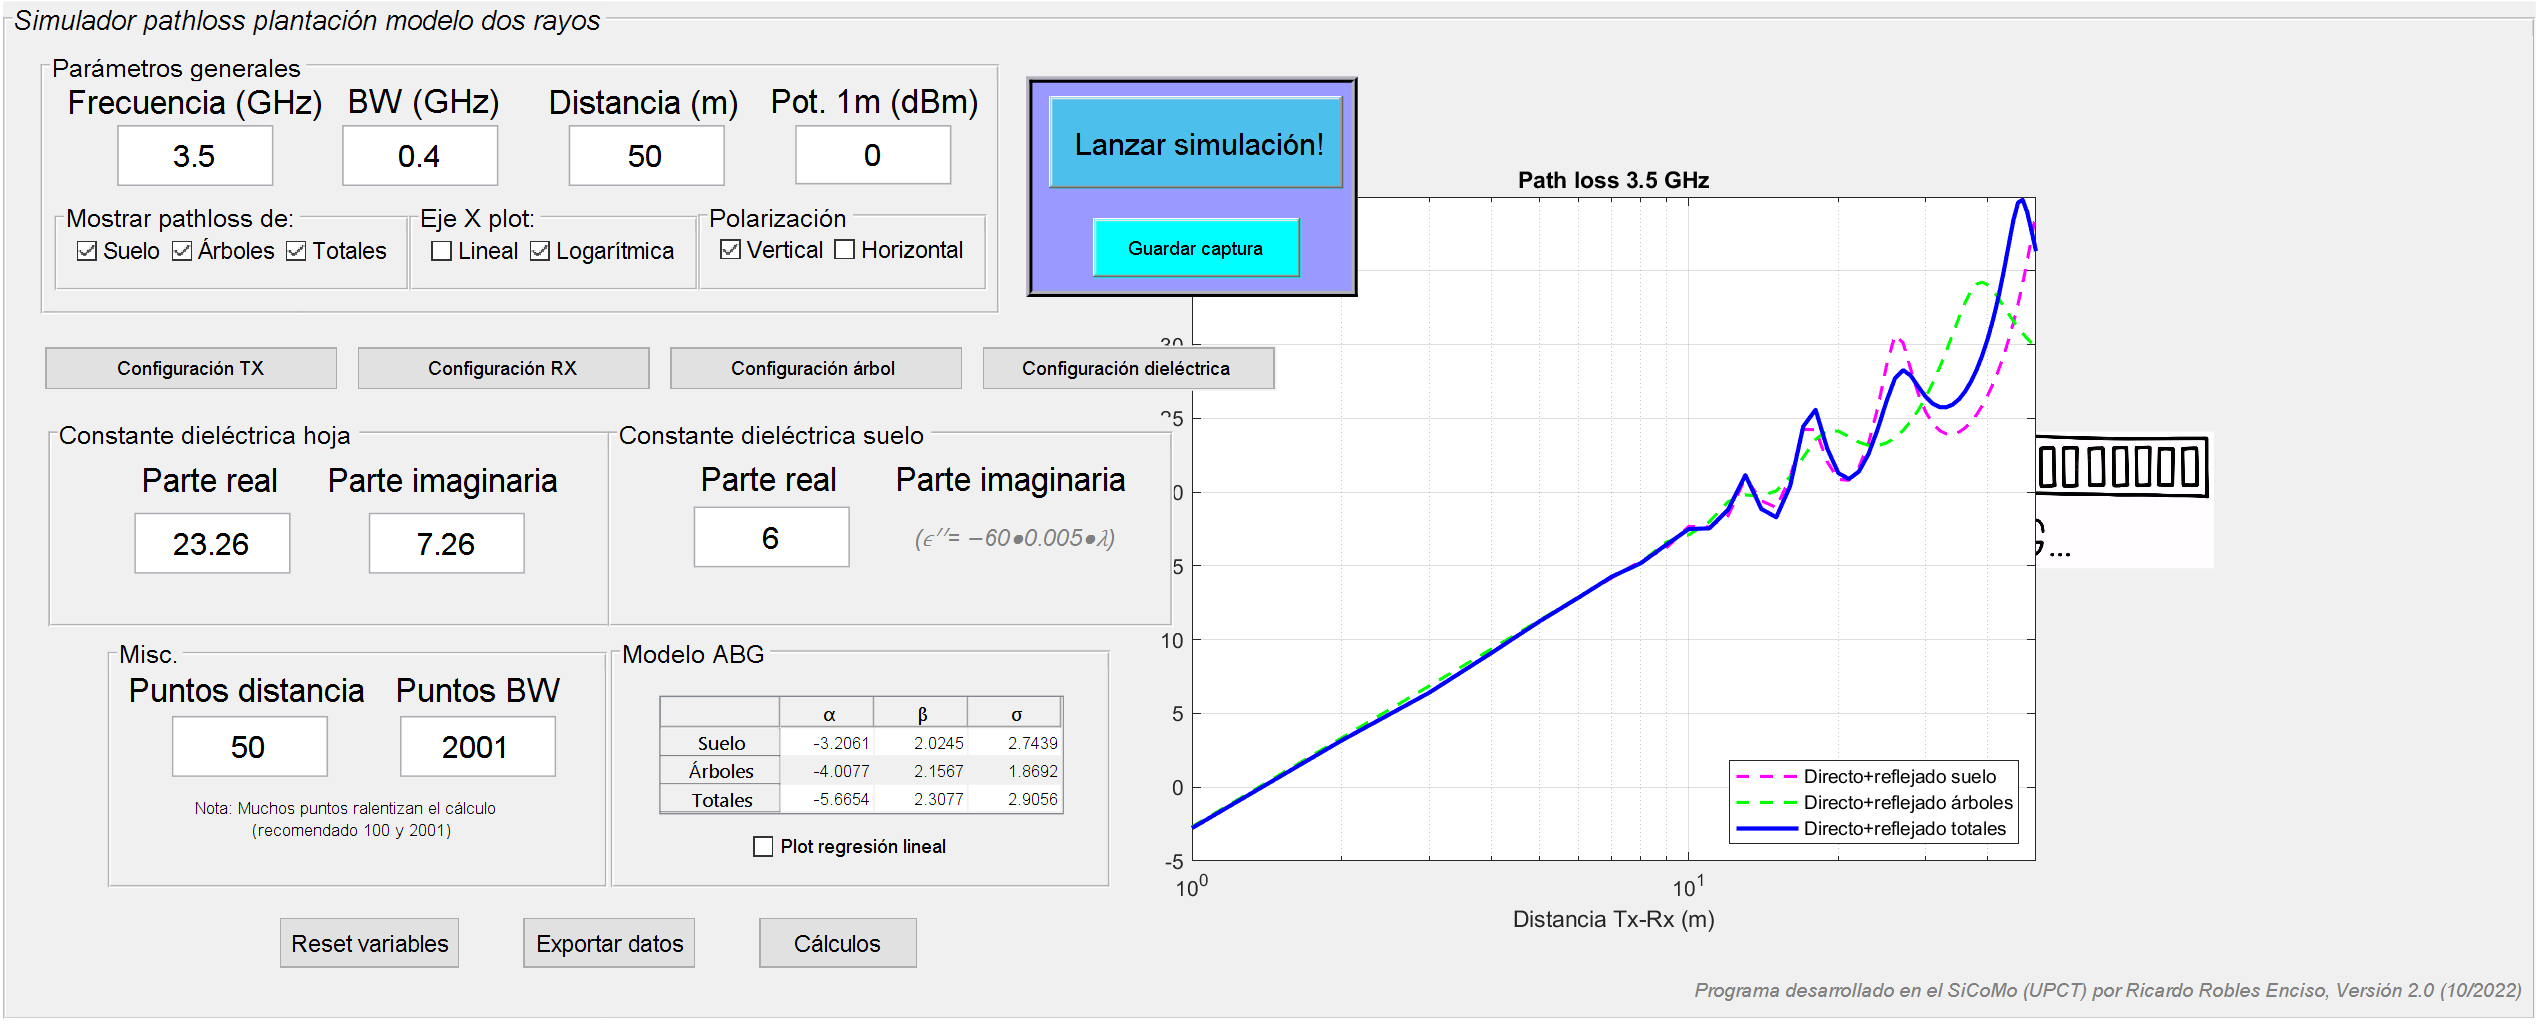 Simulador pathloss plantación modelo dos rayos
Parámetros generales
Frecuencia (GHz) BW (GHz) Distancia (m) Pot. 1m (dBm)
3.5 0.4 50 0
Mostrar pathloss de: Eje X plot: Polarización
Suelo Árboles Totales Lineal Logarítmica Vertical Horizontal
Lanzar simulación!
Guardar captura
Configuración TX Configuración RX Configuración árbol Configuración dieléctrica
Constante dieléctrica hoja
Parte real Parte imaginaria
23.26 7.26
Constante dieléctrica suelo
Parte real Parte imaginaria
6 (ϵ′′= −60●0.005●λ)
Misc.
Puntos distancia Puntos BW
50 2001
Nota: Muchos puntos ralentizan el cálculo
(recomendado 100 y 2001)
Modelo ABG
α β σ
Suelo -3.2061 2.0245 2.7439
Árboles -4.0077 2.1567 1.8692
Totales -5.6654 2.3077 2.9056
Plot regresión lineal
Reset variables Exportar datos Cálculos
Path loss 3.5 GHz
30
25
0
5
10
5
0
-5
10⁰ 10¹
Distancia Tx-Rx (m)
Directo+reflejado suelo
Directo+reflejado árboles
Directo+reflejado totales
G...
Programa desarrollado en el SiCoMo (UPCT) por Ricardo Robles Enciso, Versión 2.0 (10/2022)